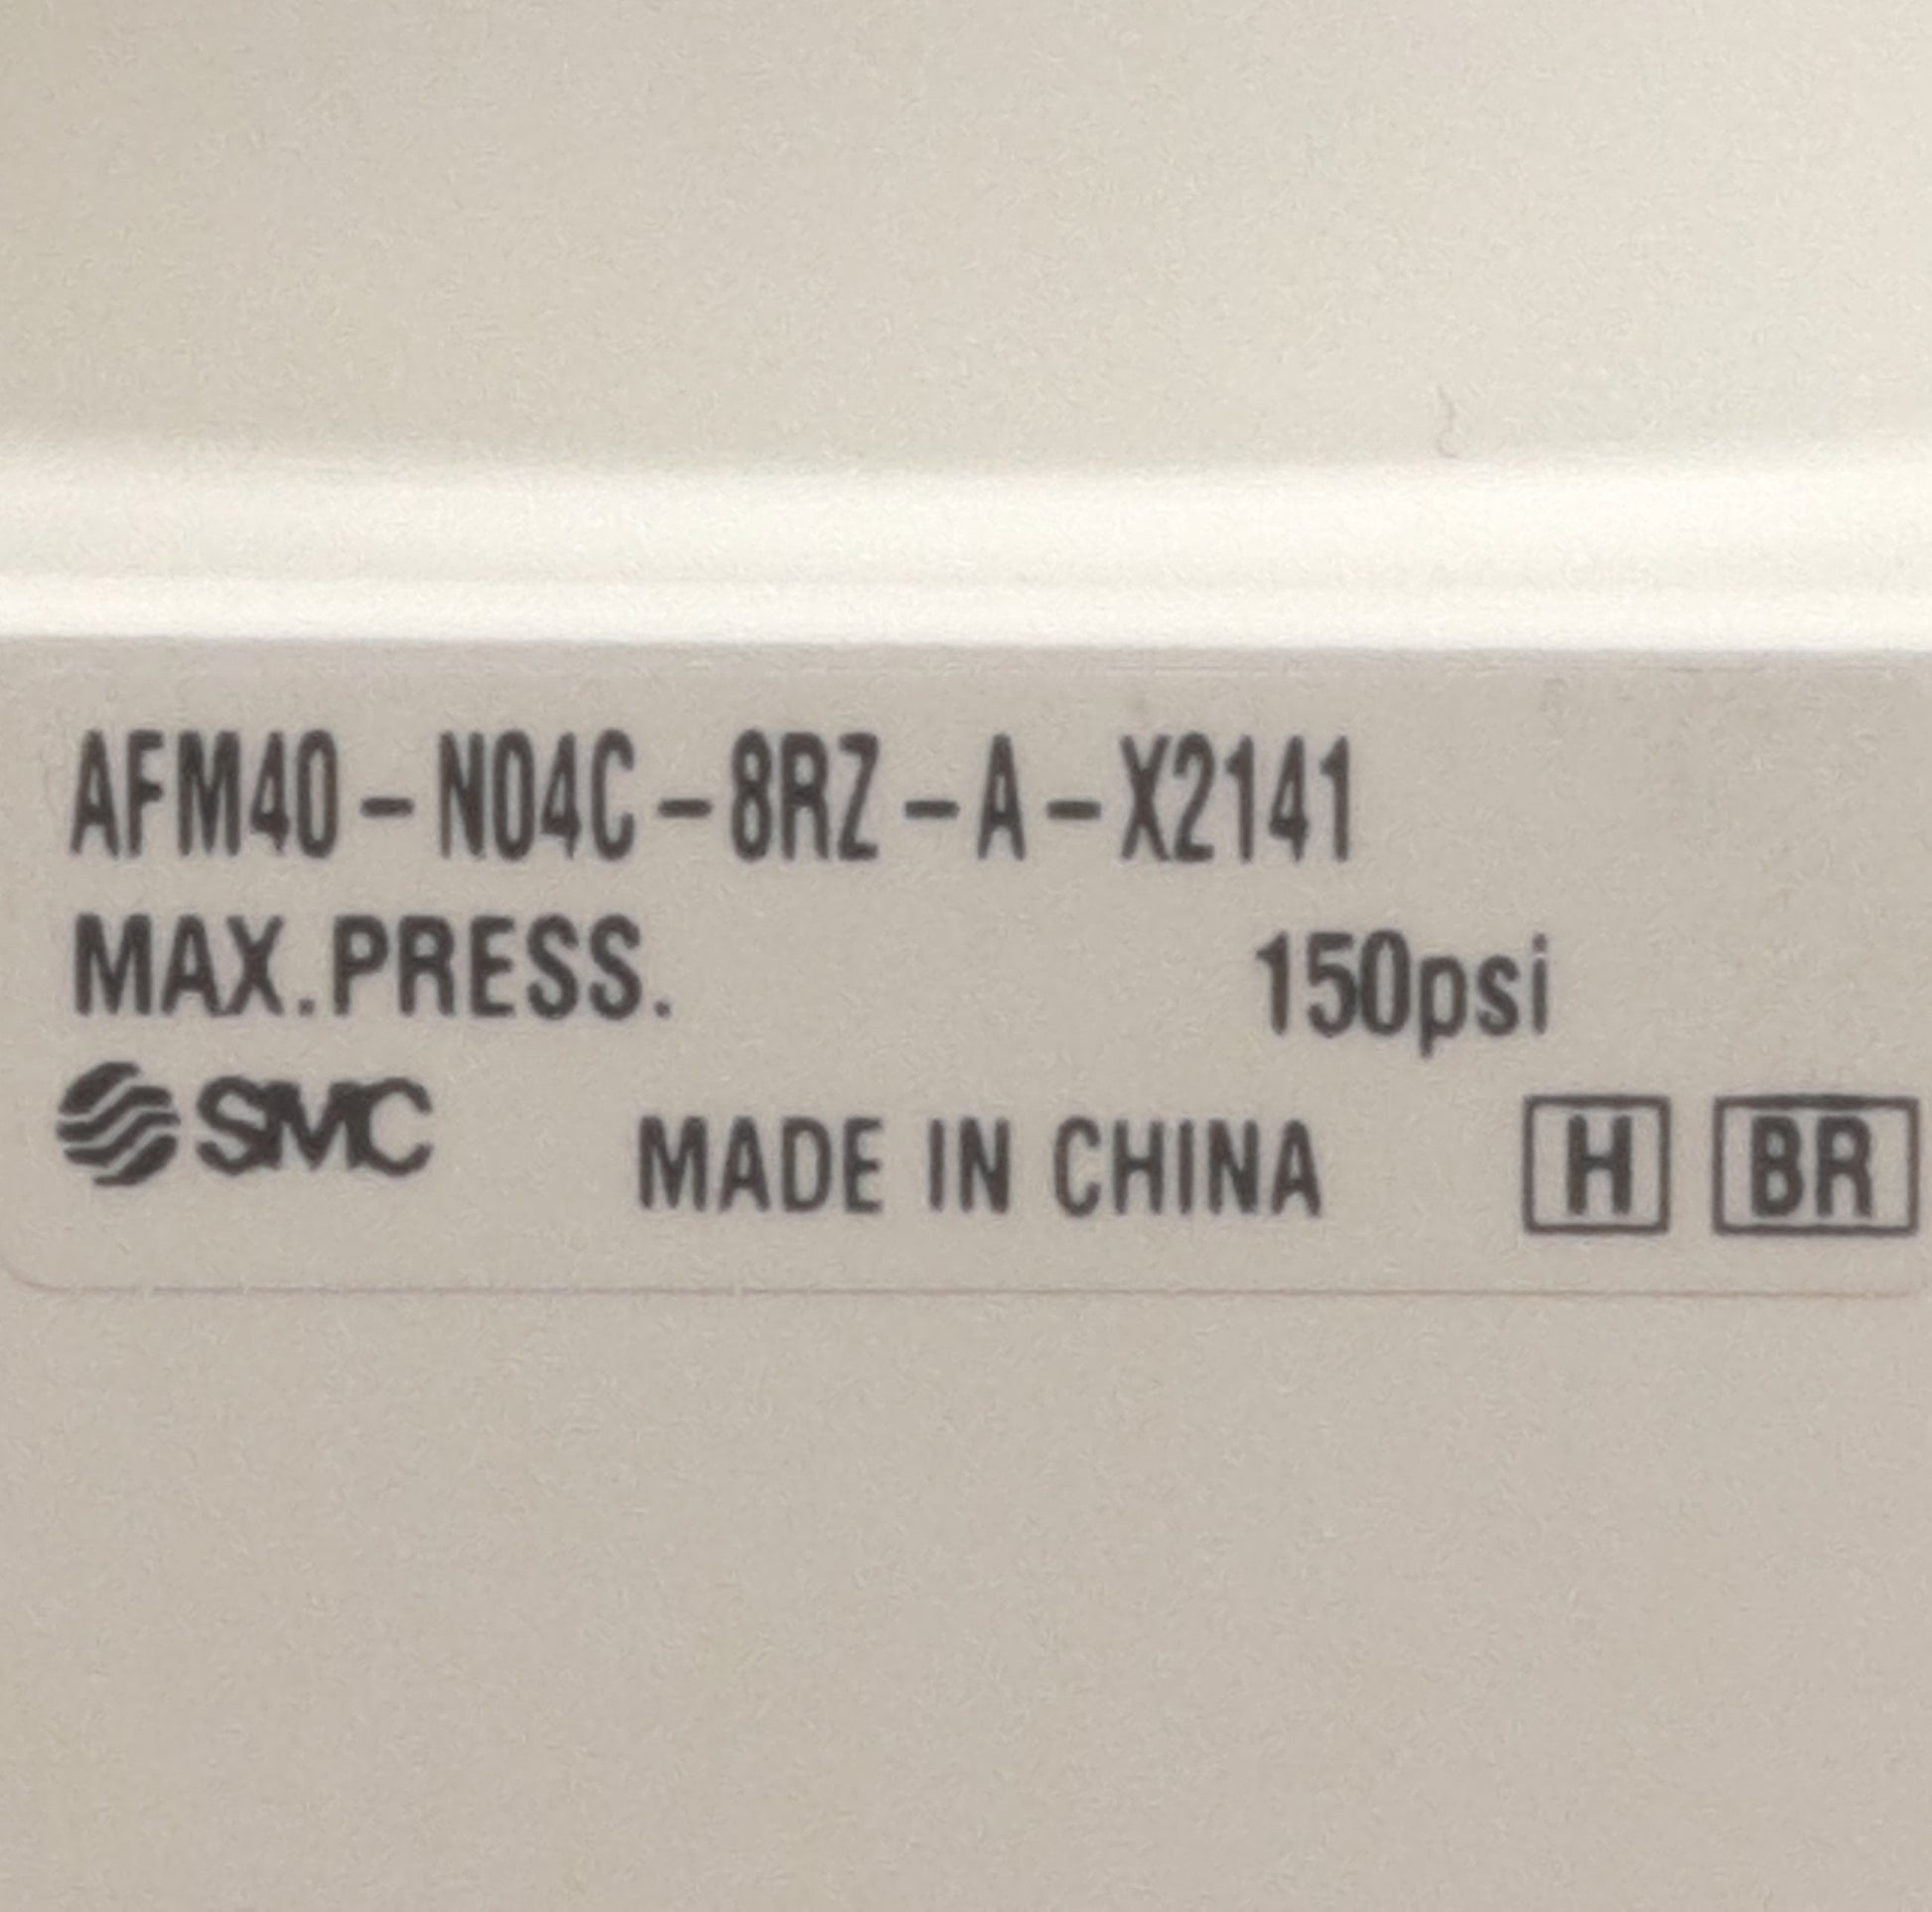 AFM40-N04C-8RZ-A-X2141
MAX.PRESS. 150psi
SMC MADE IN CHINA H BR